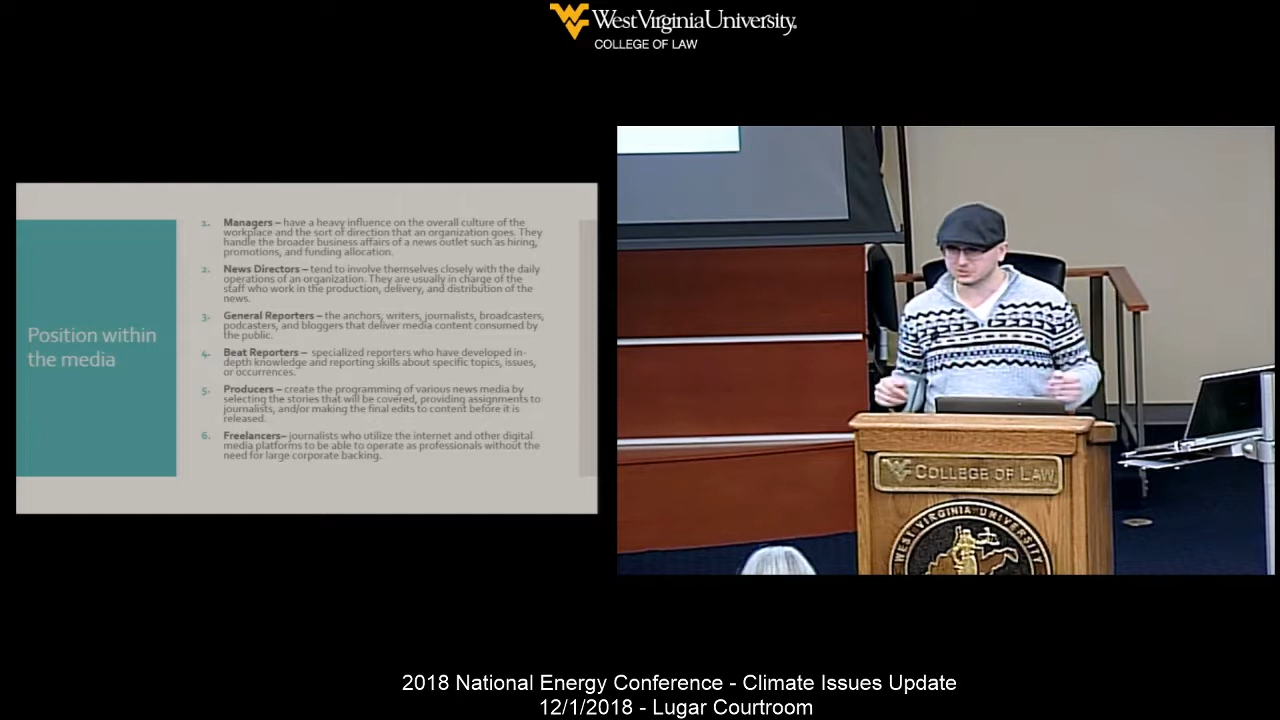 West Virginia University.
COLLEGE OF LAW
Position within
the media
1. Managers – have a heavy influence on the overall culture of the
workplace and the sort of direction that an organization goes. They
handle the broader business affairs of a news outlet such as hiring,
promotions, and funding allocation.
2. News Directors – tend to involve themselves closely with the daily
operations of an organization. They are usually in charge of the
staff who work in the production, delivery, and distribution of the
news.
3. General Reporters – the anchors, writers, journalists, broadcasters,
podcasters, and bloggers that deliver media content consumed by
the public.
4. Beat Reporters – specialized reporters who have developed in-
depth knowledge and reporting skills about specific topics, issues,
or occurrences.
5. Producers – create the programming of various news media by
selecting the stories that will be covered, providing assignments to
journalists, and/or making the final edits to content before it is
released.
6. Freelancers– journalists who utilize the internet and other digital
media platforms to be able to operate as professionals without the
need for large corporate backing.
WV COLLEGE OF LAW
WEST VIRGINIA UNIVERSITY
2018 National Energy Conference - Climate Issues Update
12/1/2018 - Lugar Courtroom